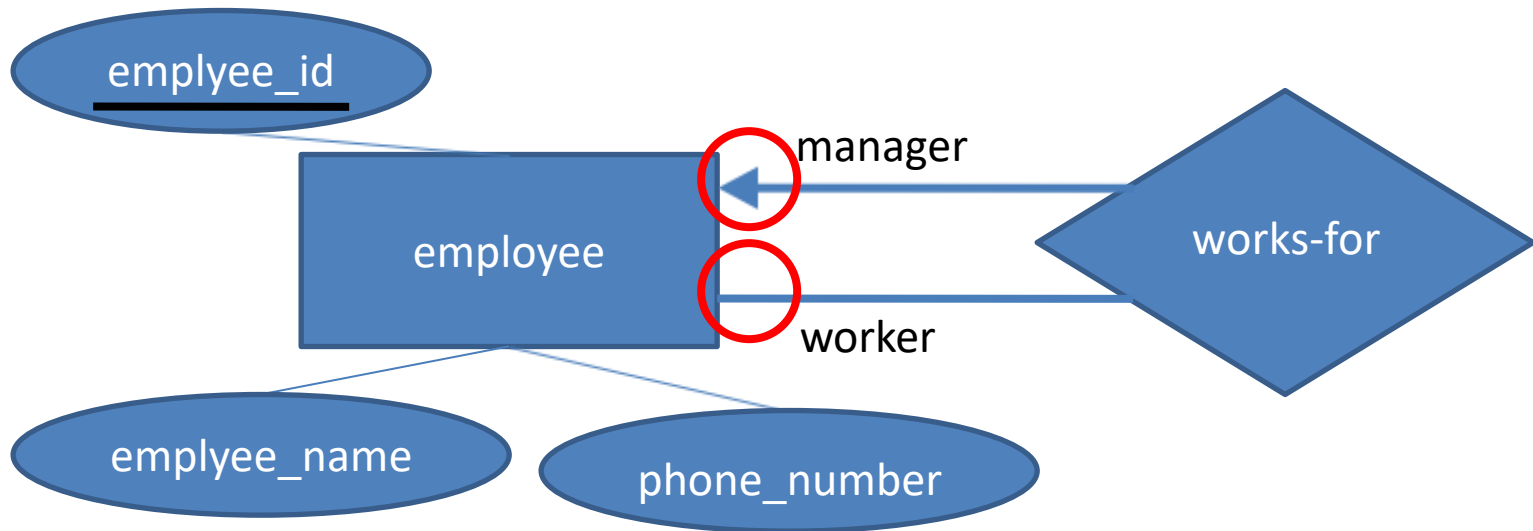 emplyee_id
manager
employee
works-for
worker
emplyee_name
phone_number